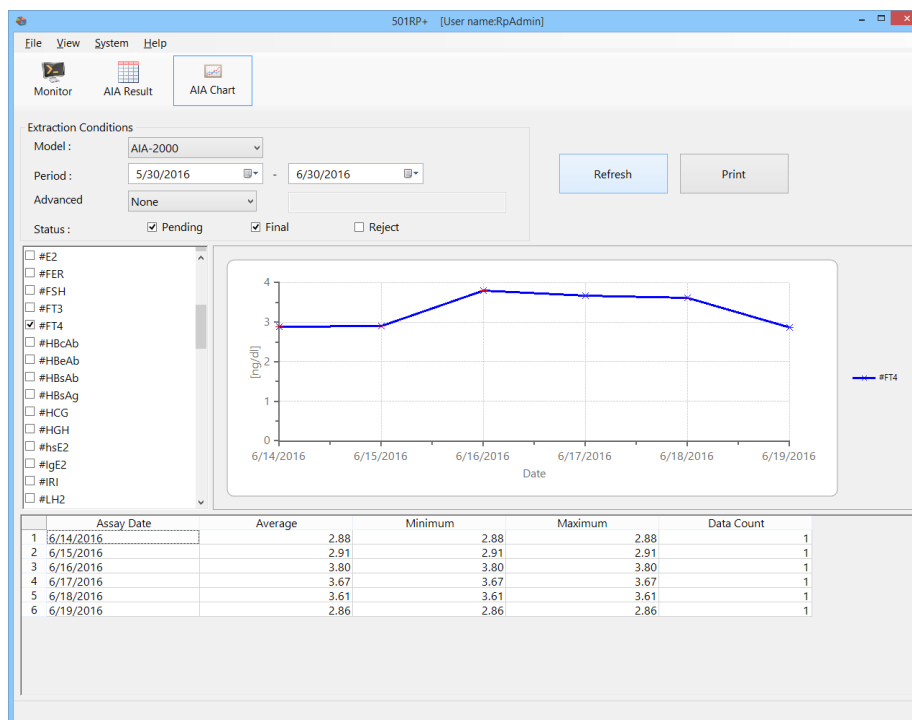 501RP+ [User name:RpAdmin]
File View System Help
Monitor AIA Result AIA Chart
Extraction Conditions
Model : AIA-2000
Period : 5/30/2016 - 6/30/2016
Refresh Print
Advanced None
Status : Pending Final Reject
#E2
#FER
#FSH
#FT3
#FT4
#HBcAb
#HBeAb
#HBsAb
#HBsAg
#HCG
#HGH
#hsE2
#IgE2
#IRI
#LH2
4
3
2
1
0
[ng/dl]
6/14/2016 6/15/2016 6/16/2016 6/17/2016 6/18/2016 6/19/2016
Date
#FT4
Assay Date Average Minimum Maximum Data Count
1 6/14/2016 2.88 2.88 2.88 1
2 6/15/2016 2.91 2.91 2.91 1
3 6/16/2016 3.80 3.80 3.80 1
4 6/17/2016 3.67 3.67 3.67 1
5 6/18/2016 3.61 3.61 3.61 1
6 6/19/2016 2.86 2.86 2.86 1